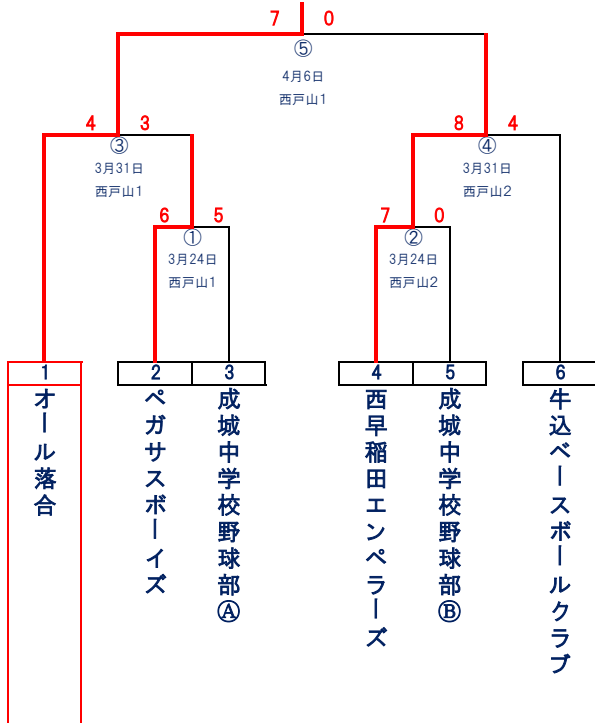 7 0
⑤
4月6日
西戸山1
4 3
③
3月31日
西戸山1
8 4
④
3月31日
西戸山2
6 5
①
3月24日
西戸山1
7 0
②
3月24日
西戸山2
1
オール落合
2
ペガサスボーイズ
3
成城中学校野球部Ⓐ
4
西早稲田エンペラーズ
5
成城中学校野球部Ⓑ
6
牛込ベースボールクラブ